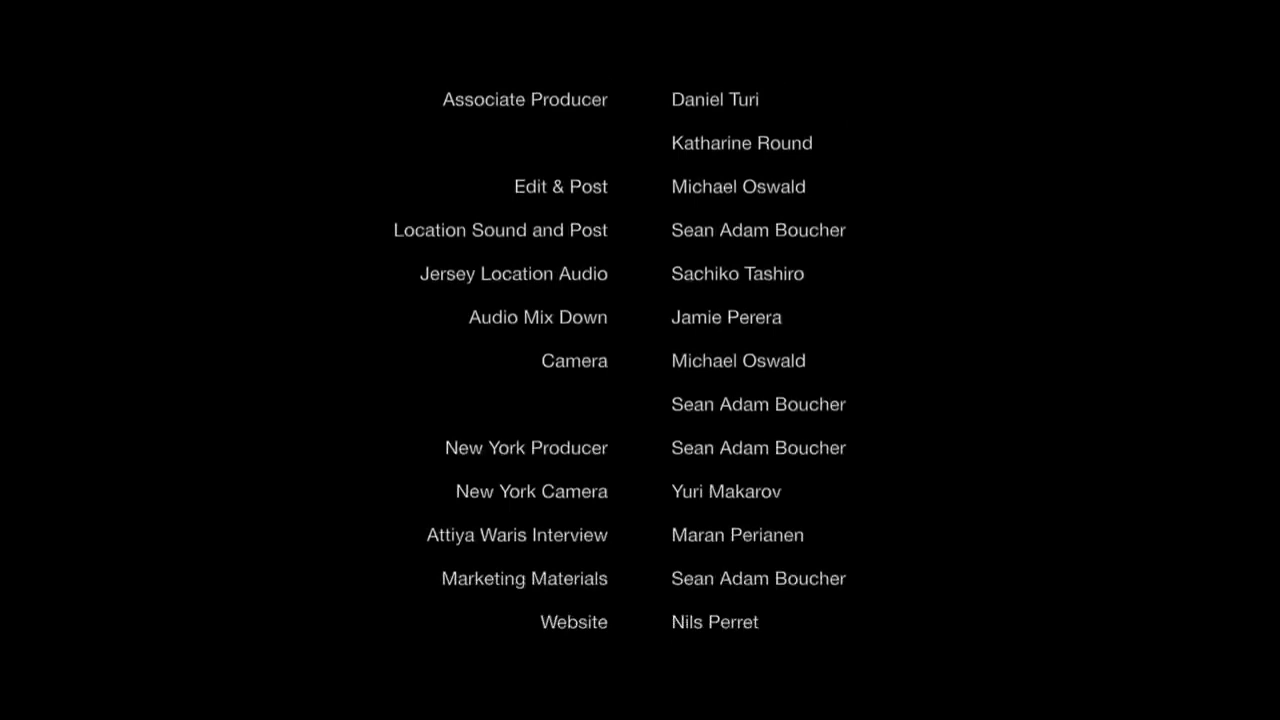 Associate Producer Daniel Turi
Katharine Round
Edit & Post Michael Oswald
Location Sound and Post Sean Adam Boucher
Jersey Location Audio Sachiko Tashiro
Audio Mix Down Jamie Perera
Camera Michael Oswald
Sean Adam Boucher
New York Producer Sean Adam Boucher
New York Camera Yuri Makarov
Attiya Waris Interview Maran Perianen
Marketing Materials Sean Adam Boucher
Website Nils Perret